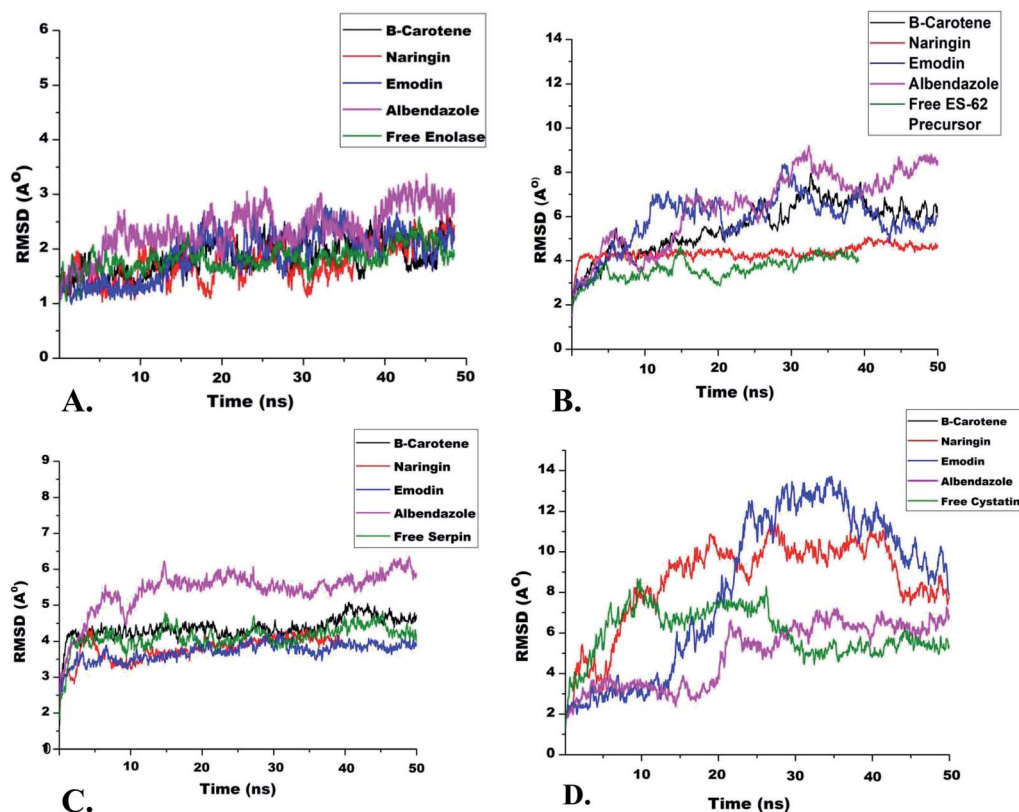 6
5
4
3
2
1
0
RMSD (A⁰)
B-Carotene
Naringin
Emodin
Albendazole
Free Enolase
10
20
30
40
50
Time (ns)
A.
14
12
10
8
6
4
2
0
RMSD (A⁰)
B-Carotene
Naringin
Emodin
Albendazole
Free ES-62
Precursor
10
20
30
40
50
Time (ns)
B.
9
8
7
6
5
4
3
2
1
RMSD (A⁰)
B-Carotene
Naringin
Emodin
Albendazole
Free Serpin
10
20
30
40
50
Time (ns)
C.
14
12
10
8
6
4
2
0
RMSD (A⁰)
B-Carotene
Naringin
Emodin
Albendazole
Free Cystatin
10
20
30
40
50
Time (ns)
D.